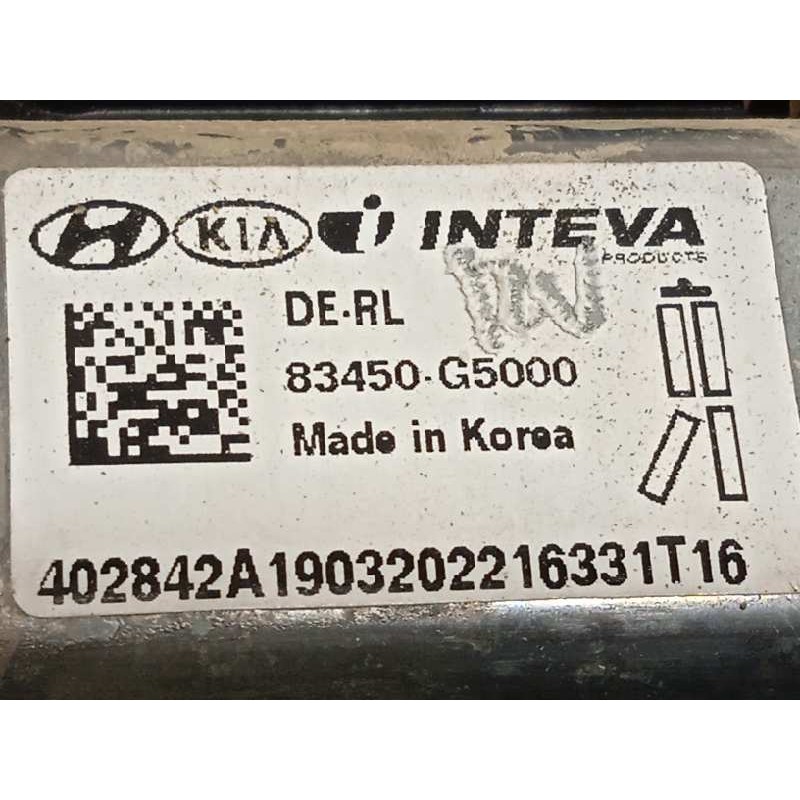 KIA INTEVA
PRODUCTS
DE-RL
83450-G5000
Made in Korea
402842A1903202216331T16